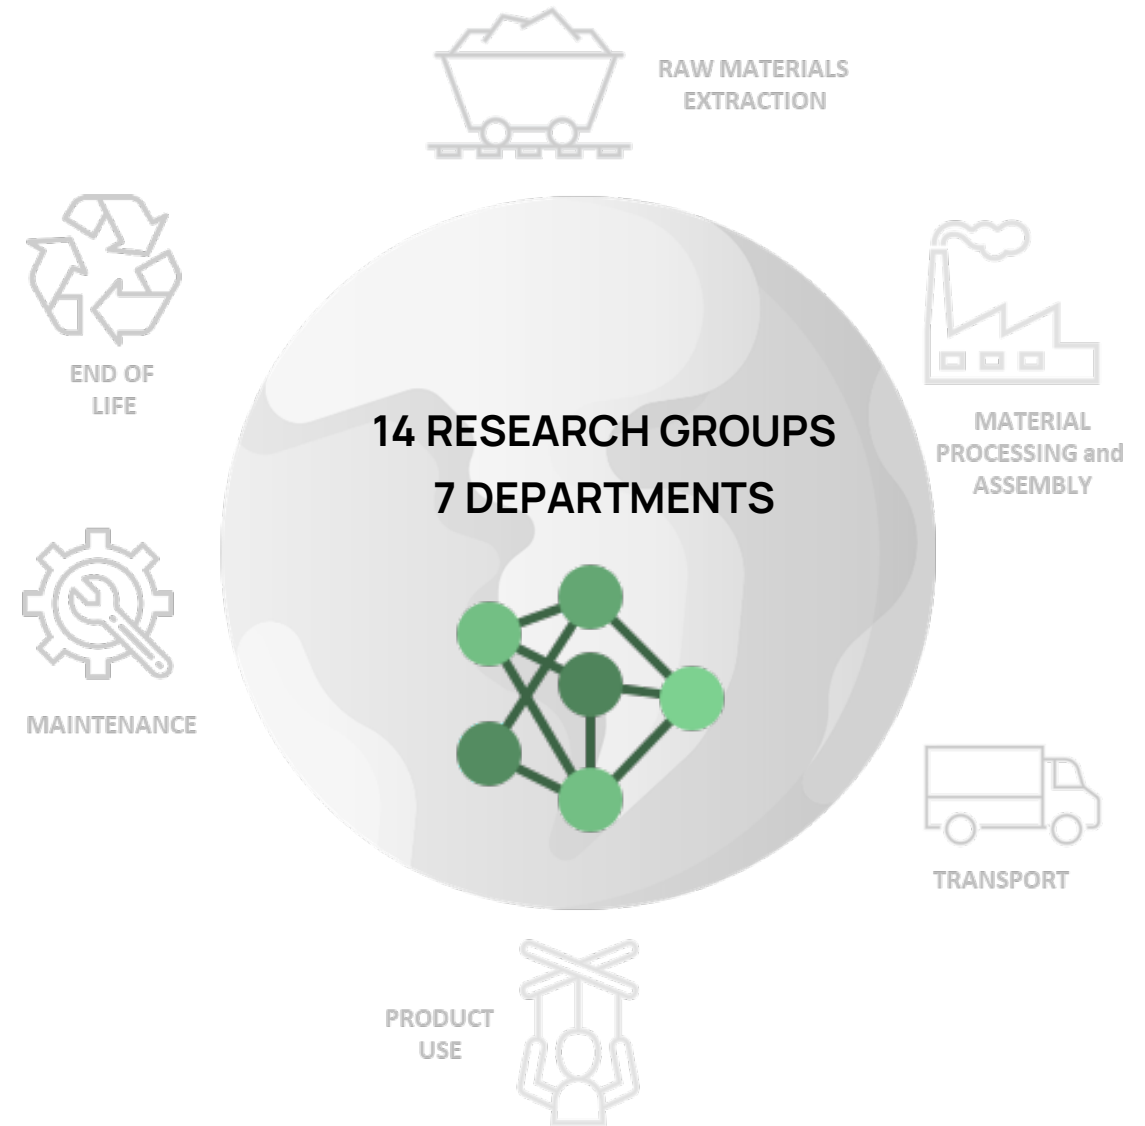 RAW MATERIALS
EXTRACTION
END OF
LIFE
MATERIAL
PROCESSING and
ASSEMBLY
14 RESEARCH GROUPS
7 DEPARTMENTS
MAINTENANCE
TRANSPORT
PRODUCT
USE